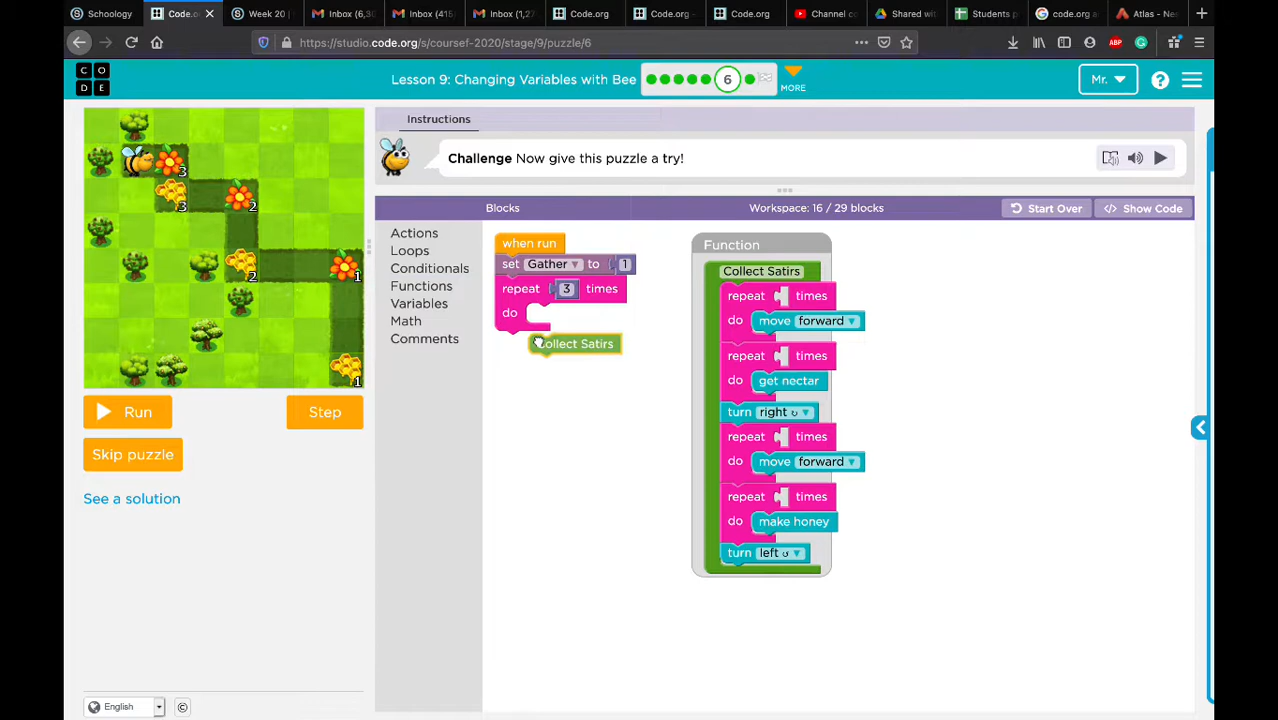 Schoology
Code.o
Week 20 |
Inbox (6,30
Inbox (415
Inbox (1,27
Code.org
Code.org
Code.org
Channel co
Shared wit
Students p
code.org a
Atlas - Ne
https://studio.code.org/s/coursef-2020/stage/9/puzzle/6
ABP
C O
D E
Lesson 9: Changing Variables with Bee
6
MORE
Mr.
?
Instructions
Challenge Now give this puzzle a try!
Blocks
Workspace: 16 / 29 blocks
Start Over
</> Show Code
3
3
2
2
1
1
Run
Step
Skip puzzle
See a solution
English
©
Actions
Loops
Conditionals
Functions
Variables
Math
Comments
when run
set Gather to 1
repeat 3 times
do
ollect Satirs
Function
Collect Satirs
repeat times
do move forward
repeat times
do get nectar
turn right
repeat times
do move forward
repeat times
do make honey
turn left